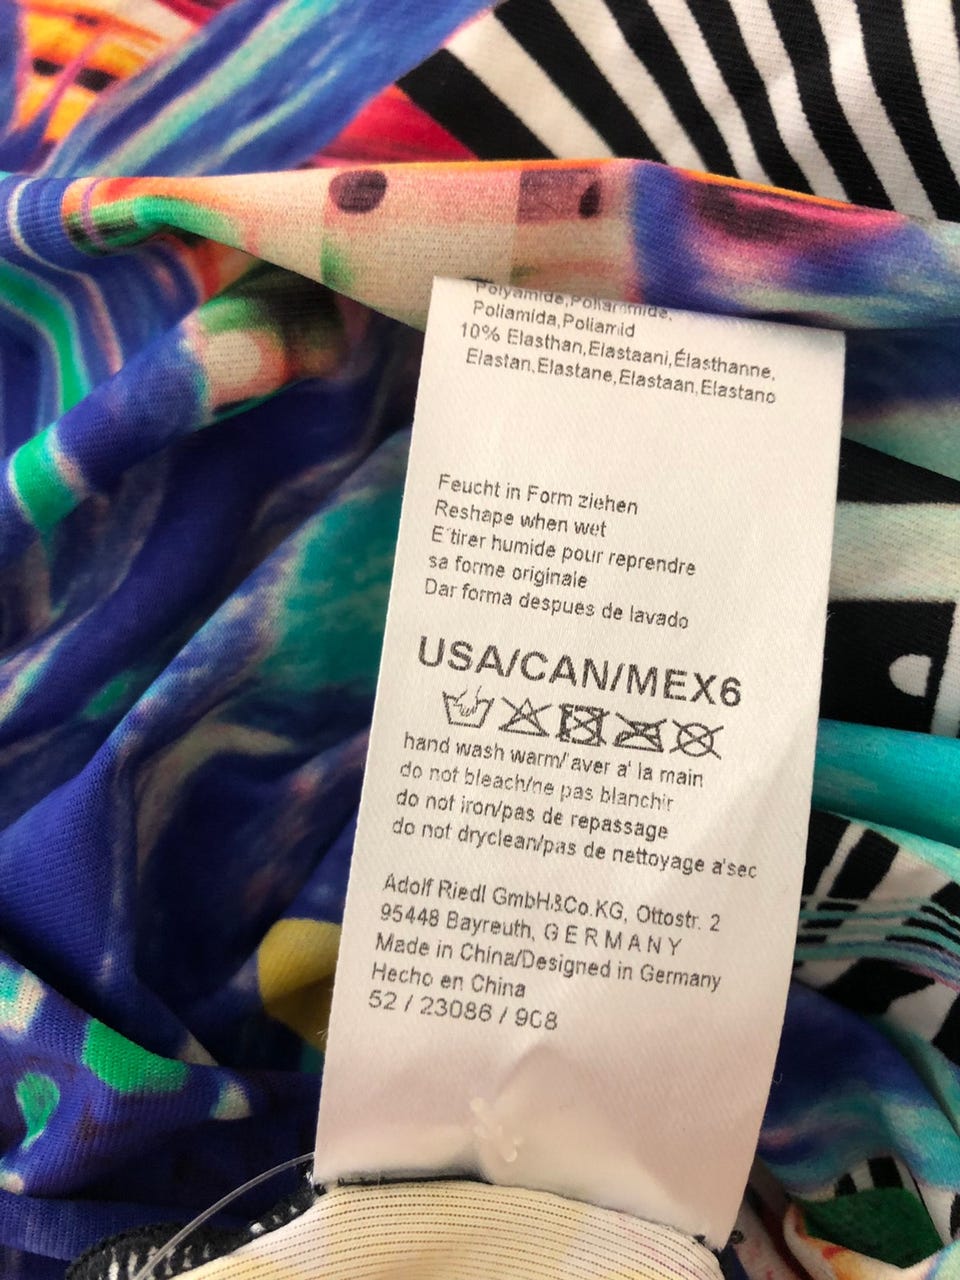 Polyamide,Poliammide,
Poliamida,Poliamid
10% Elasthan,Elastaani,Élasthanne,
Elastan,Elastane,Elastaan,Elastano
Feucht in Form ziehen
Reshape when wet
E´tirer humide pour reprendre
sa forme originale
Dar forma despues de lavado
USA/CAN/MEX6
hand wash warm/ aver a' la main
do not bleach/ne pas blanchir
do not iron/pas de repassage
do not dryclean/pas de nettoyage a'sec
Adolf Riedl GmbH&Co.KG, Ottostr. 2
95448 Bayreuth, GERMANY
Made in China/Designed in Germany
Hecho en China
52 / 23086 / 908